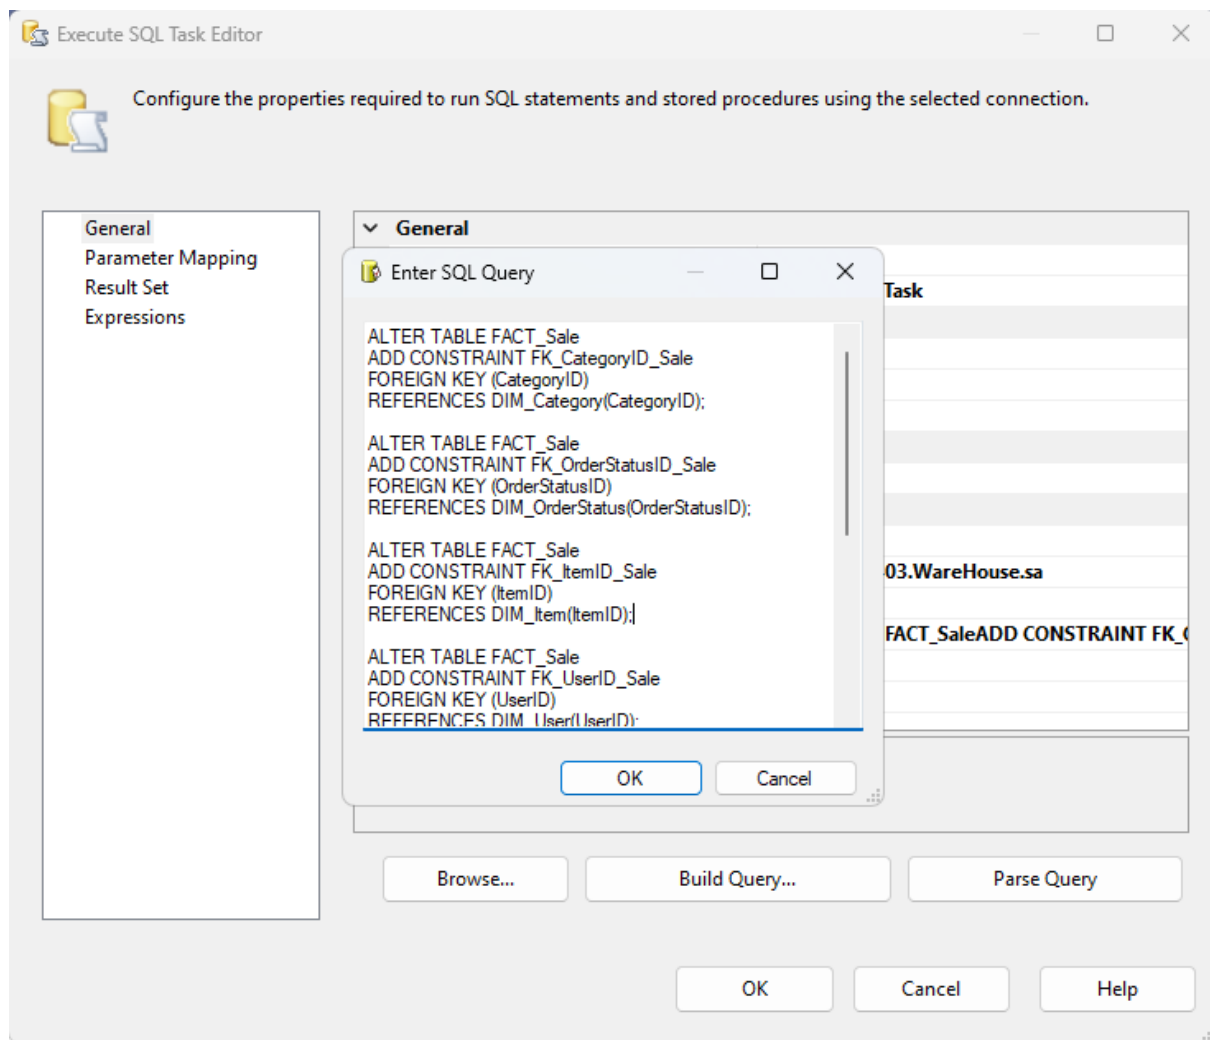 Execute SQL Task Editor
Configure the properties required to run SQL statements and stored procedures using the selected connection.
General
Parameter Mapping
Result Set
Expressions
General
Task
03.WareHouse.sa
FACT_SaleADD CONSTRAINT
Enter SQL Query
ALTER TABLE FACT_Sale
ADD CONSTRAINT FK_CategoryID_Sale
FOREIGN KEY (CategoryID)
REFERENCES DIM_Category(CategoryID);
ALTER TABLE FACT_Sale
ADD CONSTRAINT FK_OrderStatusID_Sale
FOREIGN KEY (OrderStatusID)
REFERENCES DIM_OrderStatus(OrderStatusID);
ALTER TABLE FACT_Sale
ADD CONSTRAINT FK_ItemID_Sale
FOREIGN KEY (ItemID)
REFERENCES DIM_Item(ItemID);
ALTER TABLE FACT_Sale
ADD CONSTRAINT FK_UserID_Sale
FOREIGN KEY (UserID)
REFERENCES DIM_User(UserID);
OK
Cancel
Browse...
Build Query...
Parse Query
OK
Cancel
Help